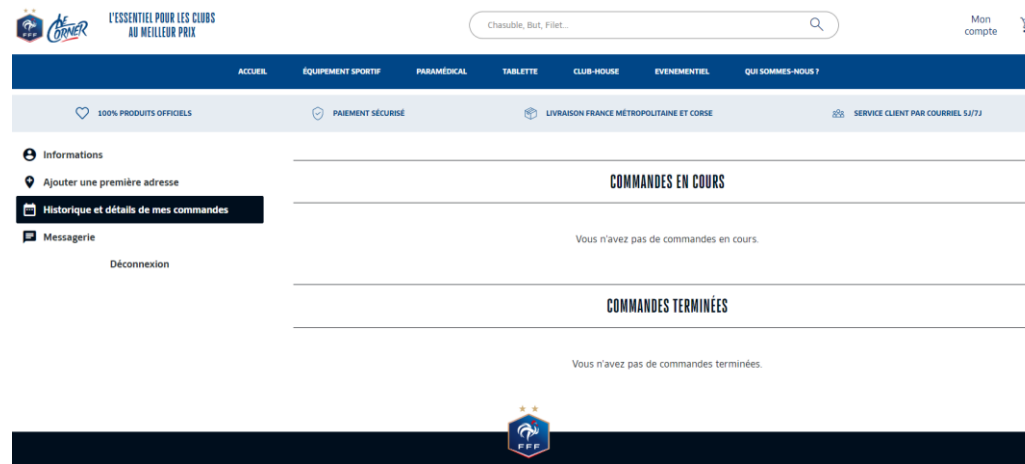 FFF
LE CORNER
L'ESSENTIEL POUR LES CLUBS
AU MEILLEUR PRIX
Chasuble, But, Filet...
Mon
compte
ACCUEIL ÉQUIPEMENT SPORTIF PARAMÉDICAL TABLETTE CLUB-HOUSE EVENEMENTIEL QUI SOMMES-NOUS ?
100% PRODUITS OFFICIELS PAIEMENT SÉCURISÉ LIVRAISON FRANCE MÉTROPOLITAINE ET CORSE SERVICE CLIENT PAR COURRIEL 5J/7J
Informations
Ajouter une première adresse
Historique et détails de mes commandes
Messagerie
Déconnexion
COMMANDES EN COURS
Vous n'avez pas de commandes en cours.
COMMANDES TERMINÉES
Vous n'avez pas de commandes terminées.
FFF